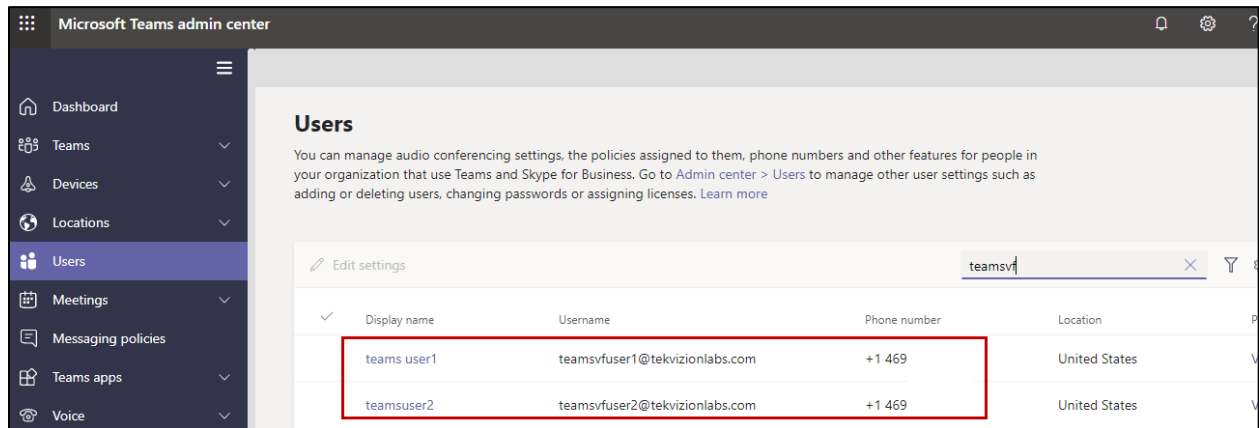 Microsoft Teams admin center
?
Dashboard
Teams
Devices
Locations
Users
Meetings
Messaging policies
Teams apps
Voice
Users
You can manage audio conferencing settings, the policies assigned to them, phone numbers and other features for people in
your organization that use Teams and Skype for Business. Go to Admin center > Users to manage other user settings such as
adding or deleting users, changing passwords or assigning licenses. Learn more
Edit settings
teamsvf
Display name Username Phone number Location P
teams user1 teamsvfuser1@tekvizionlabs.com +1 469 United States V
teamsuser2 teamsvfuser2@tekvizionlabs.com +1 469 United States V